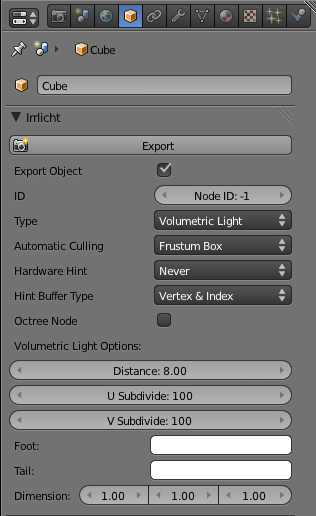 Cube
Cube
Irrlicht
Export
Export Object
ID Node ID: -1
Type Volumetric Light
Automatic Culling Frustum Box
Hardware Hint Never
Hint Buffer Type Vertex & Index
Octree Node
Volumetric Light Options:
Distance: 8.00
U Subdivide: 100
V Subdivide: 100
Foot:
Tail:
Dimension: 1.00 1.00 1.00